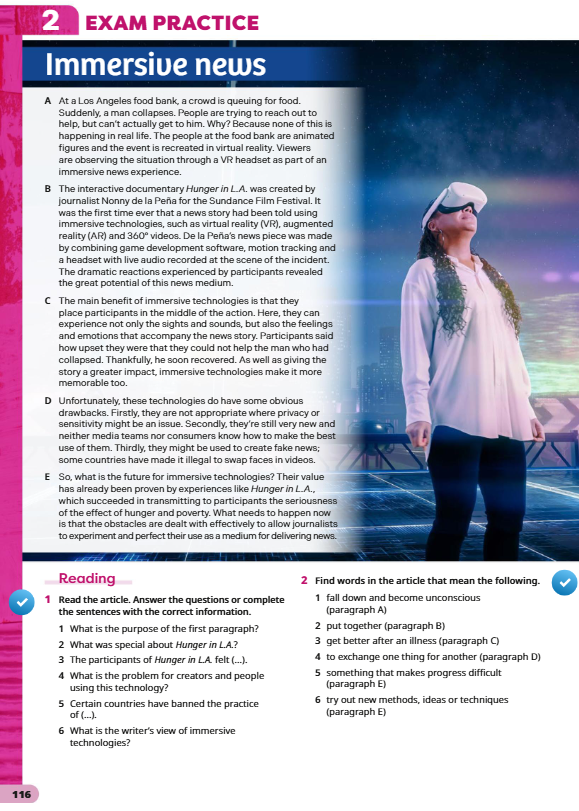 2 EXAM PRACTICE
Immersive news
A At a Los Angeles food bank, a crowd is queuing for food.
Suddenly, a man collapses. People are trying to reach out to
help, but can't actually get to him. Why? Because none of this is
happening in real life. The people at the food bank are animated
figures and the event is recreated in virtual reality. Viewers
are observing the situation through a VR headset as part of an
immersive news experience.
B The interactive documentary Hunger in L.A. was created by
journalist Nonny de la Peña for the Sundance Film Festival. It
was the first time ever that a news story had been told using
immersive technologies, such as virtual reality (VR), augmented
reality (AR) and 360° videos. De la Peña's news piece was made
by combining game development software, motion tracking and
a headset with live audio recorded at the scene of the incident.
The dramatic reactions experienced by participants revealed
the great potential of this news medium.
C The main benefit of immersive technologies is that they
place participants in the middle of the action. Here, they can
experience not only the sights and sounds, but also the feelings
and emotions that accompany the news story. Participants said
how upset they were that they could not help the man who had
collapsed. Thankfully, he soon recovered. As well as giving the
story a greater impact, immersive technologies make it more
memorable too.
D Unfortunately, these technologies do have some obvious
drawbacks. Firstly, they are not appropriate where privacy or
sensitivity might be an issue. Secondly, they're still very new and
neither media teams nor consumers know how to make the best
use of them. Thirdly, they might be used to create fake news;
some countries have made it illegal to swap faces in videos.
E So, what is the future for immersive technologies? Their value
has already been proven by experiences like Hunger in L.A.,
which succeeded in transmitting to participants the seriousness
of the effect of hunger and poverty. What needs to happen now
is that the obstacles are dealt with effectively to allow journalists
to experiment and perfect their use as a medium for delivering news.
Reading
1 Read the article. Answer the questions or complete
the sentences with the correct information.
1 What is the purpose of the first paragraph?
2 What was special about Hunger in L.A.?
3 The participants of Hunger in L.A. felt (...).
4 What is the problem for creators and people
using this technology?
5 Certain countries have banned the practice
of (...).
6 What is the writer's view of immersive
technologies?
2 Find words in the article that mean the following.
1 fall down and become unconscious
(paragraph A)
2 put together (paragraph B)
3 get better after an illness (paragraph C)
4 to exchange one thing for another (paragraph D)
5 something that makes progress difficult
(paragraph E)
6 try out new methods, ideas or techniques
(paragraph E)
116